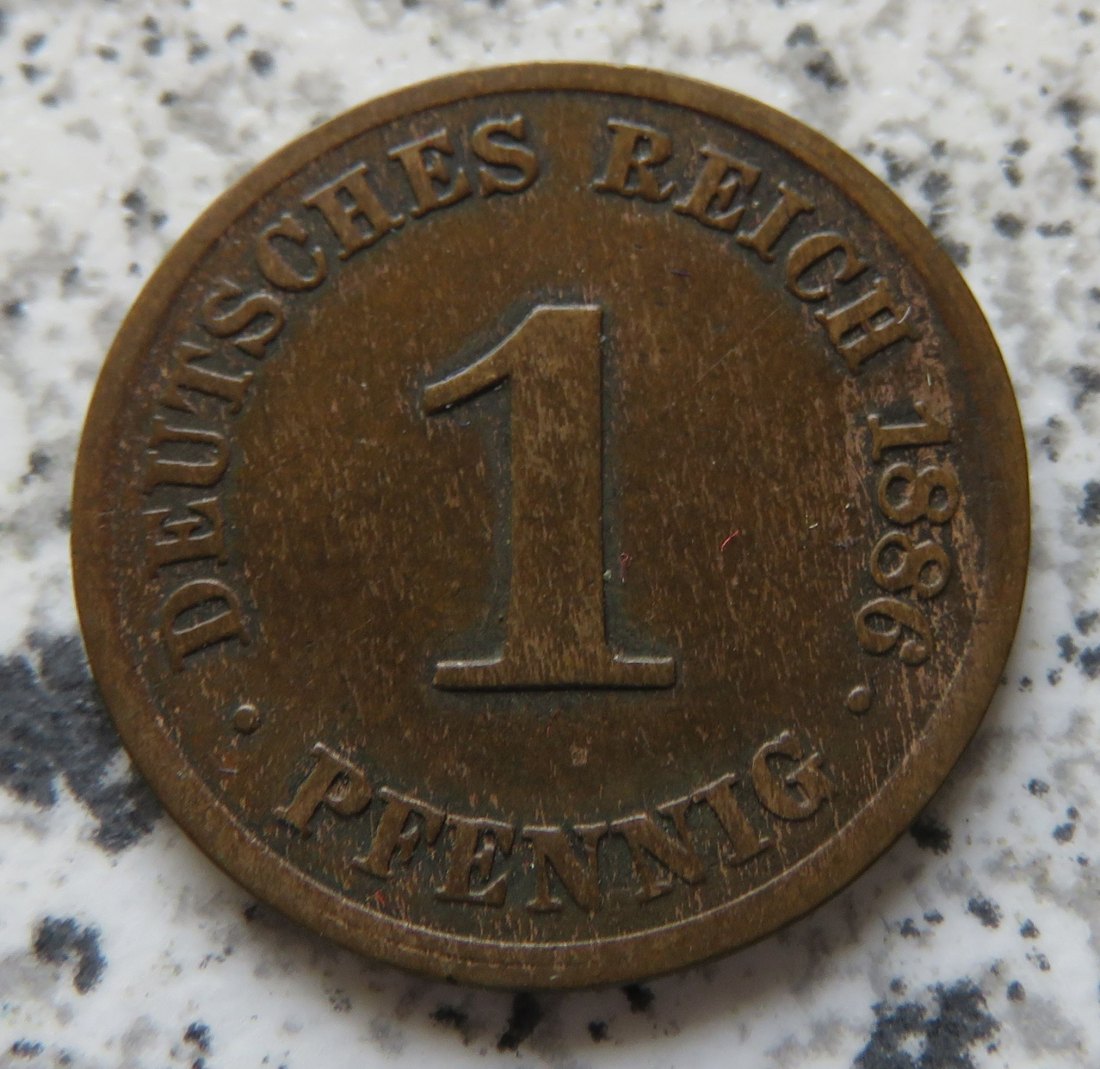 DEUTSCHES REICH 1886
1
• PFENNIG •